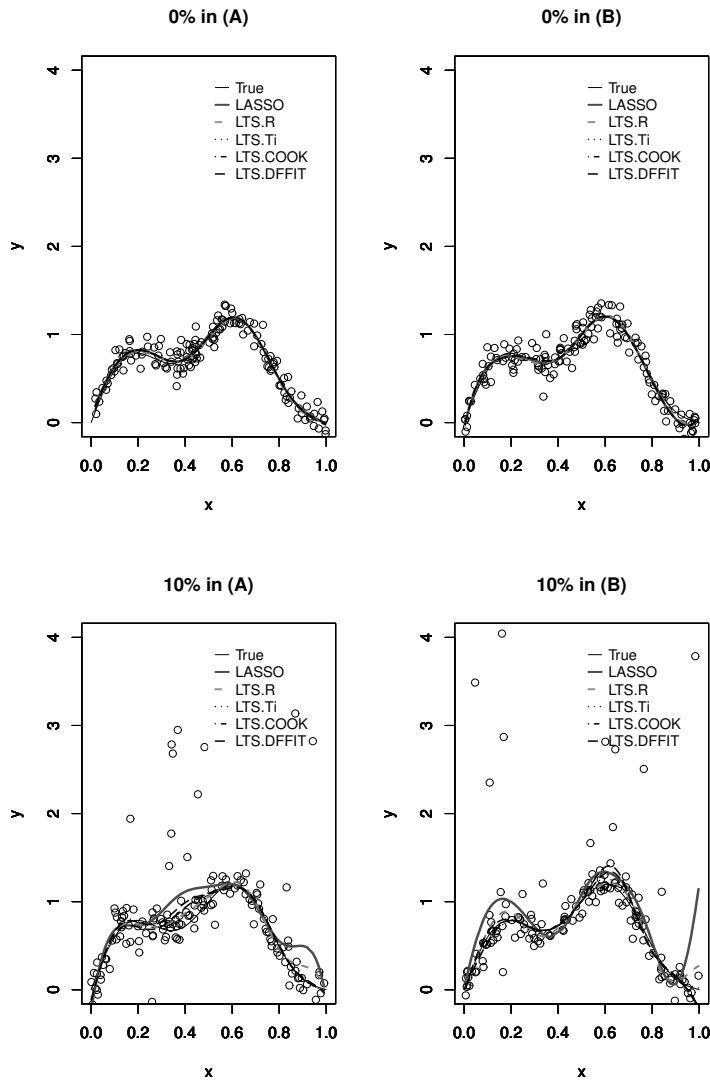 0% in (A)
4
3
2
1
0
y
True
LASSO
LTS.R
LTS.Ti
LTS.COOK
LTS.DFFIT
0.0 0.2 0.4 0.6 0.8 1.0
x
0% in (B)
4
3
2
1
0
y
True
LASSO
LTS.R
LTS.Ti
LTS.COOK
LTS.DFFIT
0.0 0.2 0.4 0.6 0.8 1.0
x
10% in (A)
4
3
2
1
0
y
True
LASSO
LTS.R
LTS.Ti
LTS.COOK
LTS.DFFIT
0.0 0.2 0.4 0.6 0.8 1.0
x
10% in (B)
4
3
2
1
0
y
True
LASSO
LTS.R
LTS.Ti
LTS.COOK
LTS.DFFIT
0.0 0.2 0.4 0.6 0.8 1.0
x